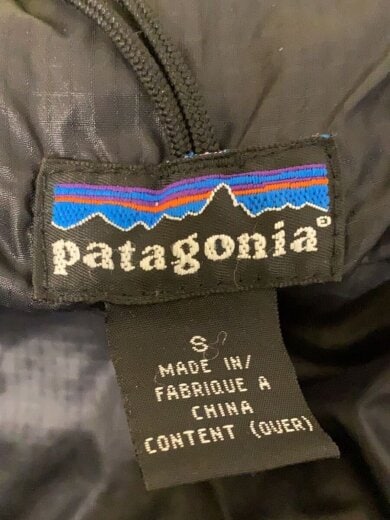 patagonia®
S
MADE IN/
FABRIQUE A
CHINA
CONTENT (OVER)